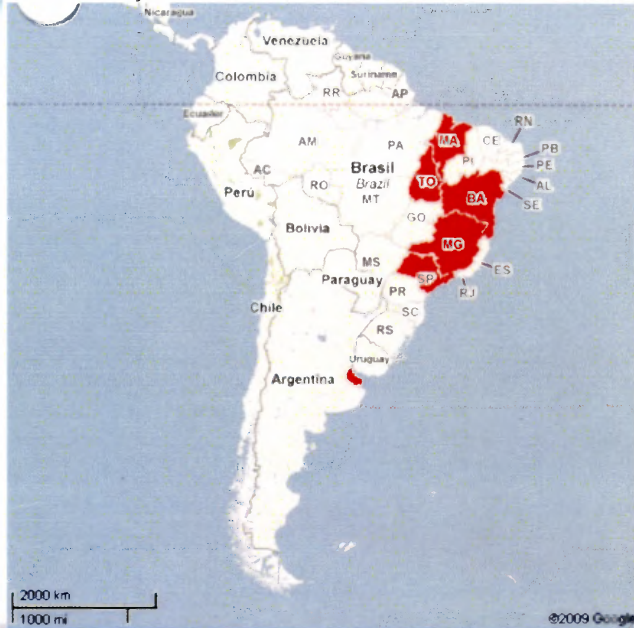 Nicaragua
Venezuela
Guyana
Colombia
Suriname
RR
AP
Ecuador
RN
MA
CE
AM
PA
PB
PI
PE
Brasil
AC
TO
AL
Brazil
RO
BA
SE
Perú
MT
GO
Bolivia
MG
MS
ES
Paraguay
SP
RJ
PR
Chile
SC
RS
Uruguay
Argentina
2000 km
1000 mi
©2009 Google